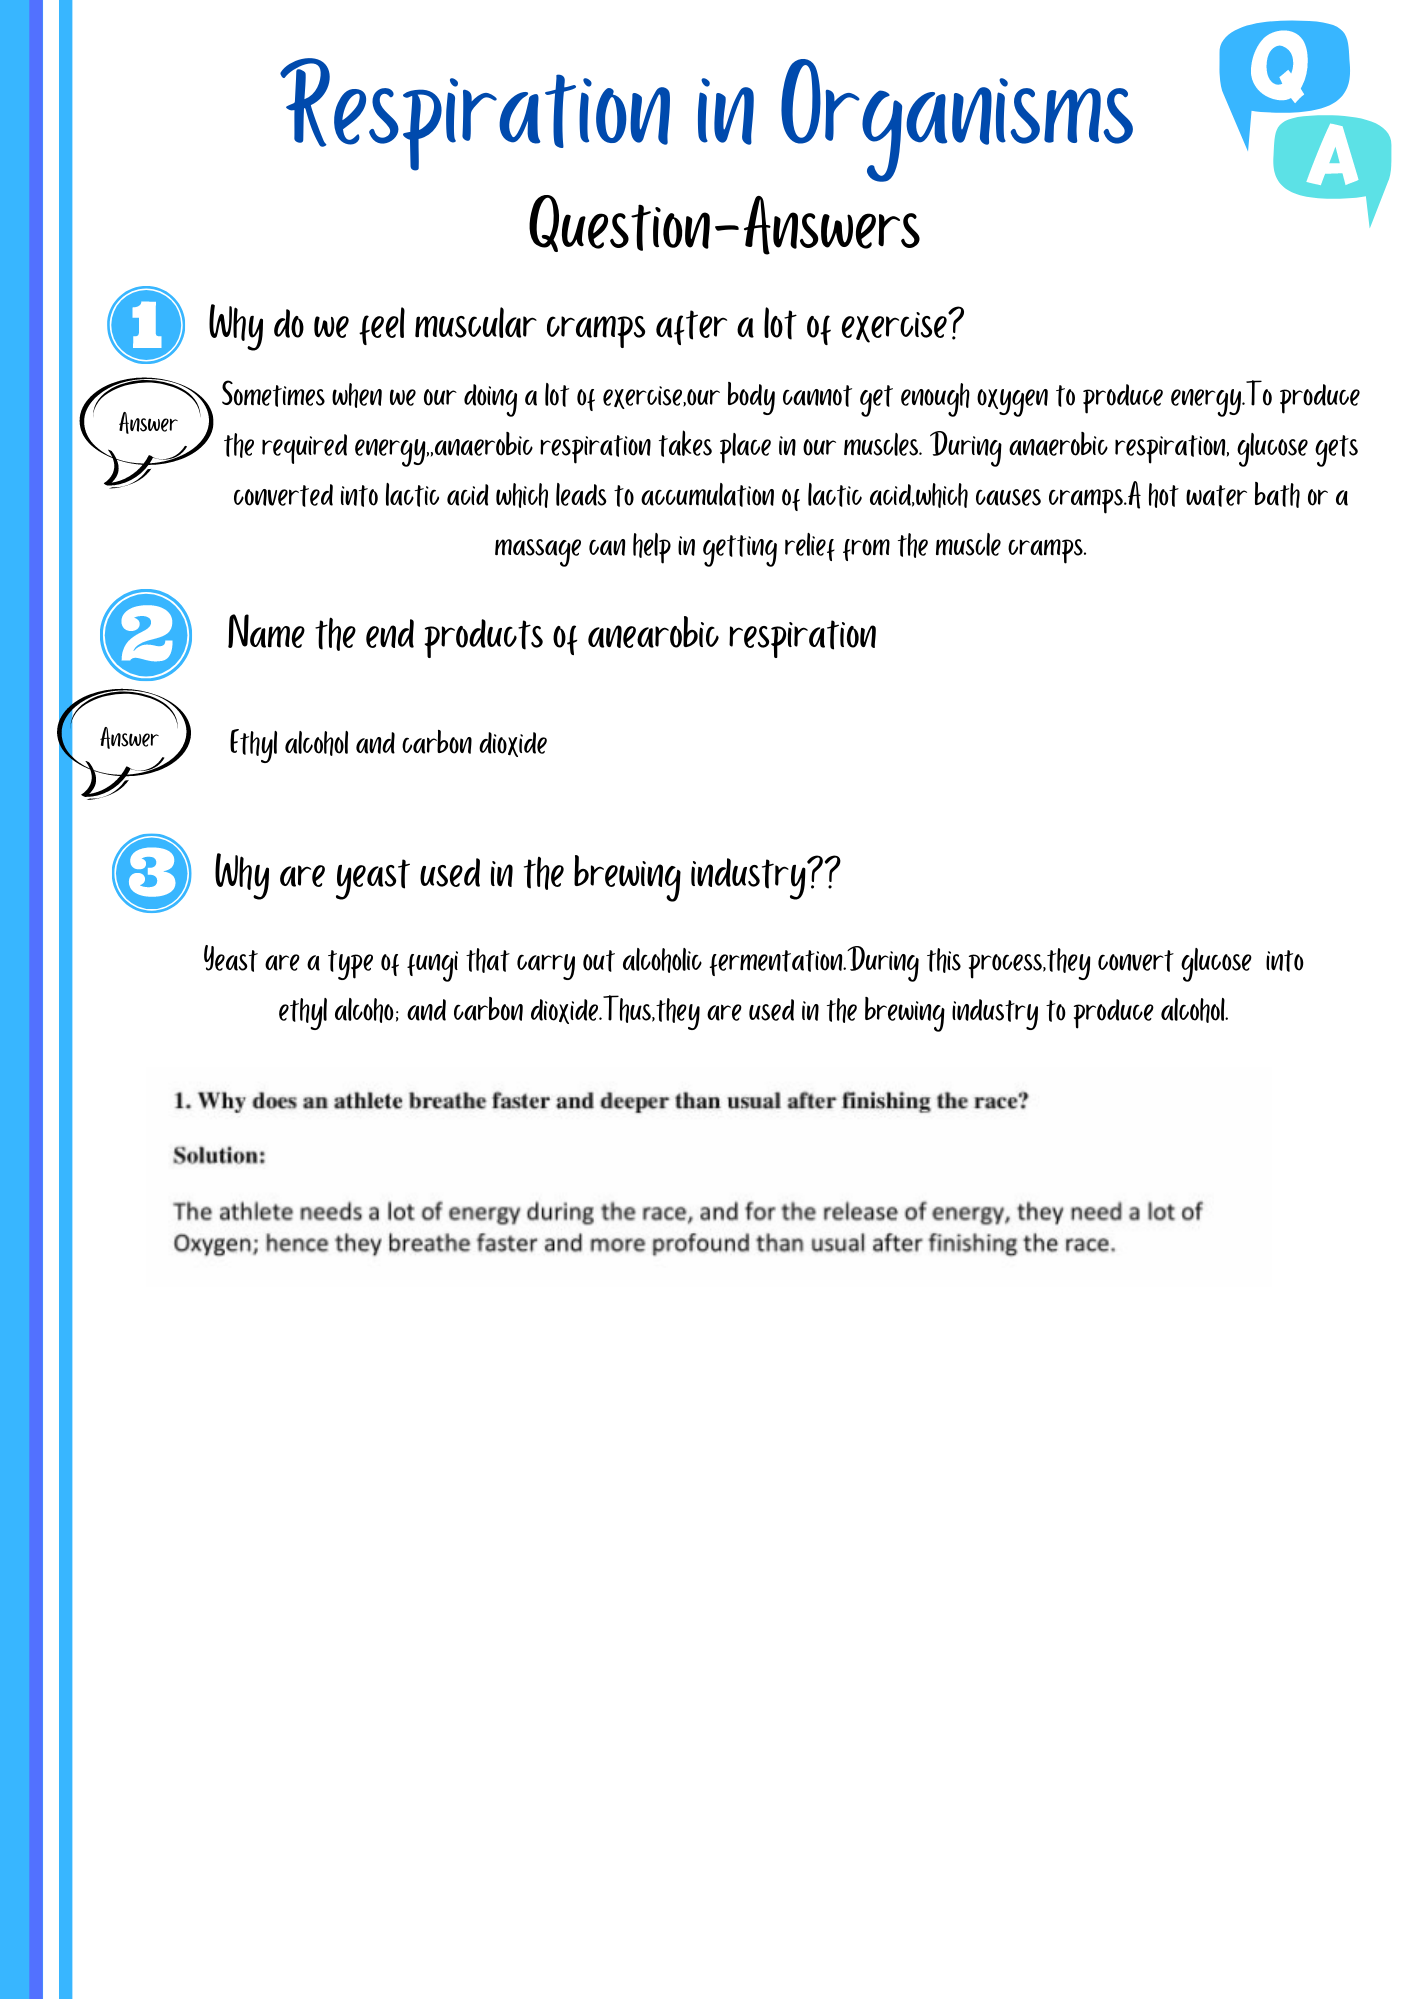 Respiration in Organisms
Q
A
Question-Answers
1 Why do we feel muscular cramps after a lot of exercise?
Answer
Sometimes when we our doing a lot of exercise,our body cannot get enough oxygen to produce energy.To produce
the required energy,,anaerobic respiration takes place in our muscles. During anaerobic respiration, glucose gets
converted into lactic acid which leads to accumulation of lactic acid,which causes cramps.A hot water bath or a
massage can help in getting relief from the muscle cramps.
2 Name the end products of anearobic respiration
Answer
Ethyl alcohol and carbon dioxide
3 Why are yeast used in the brewing industry??
Yeast are a type of fungi that carry out alcoholic fermentation.During this process,they convert glucose into
ethyl alcoho; and carbon dioxide.Thus,they are used in the brewing industry to produce alcohol.
1. Why does an athlete breathe faster and deeper than usual after finishing the race?
Solution:
The athlete needs a lot of energy during the race, and for the release of energy, they need a lot of
Oxygen; hence they breathe faster and more profound than usual after finishing the race.